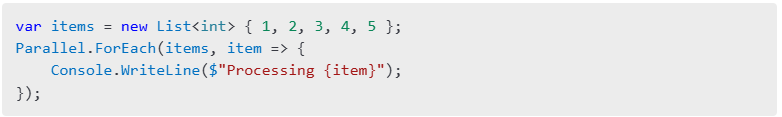 var items = new List<int> { 1, 2, 3, 4, 5 };
Parallel.ForEach(items, item => {
    Console.WriteLine($"Processing {item}");
});